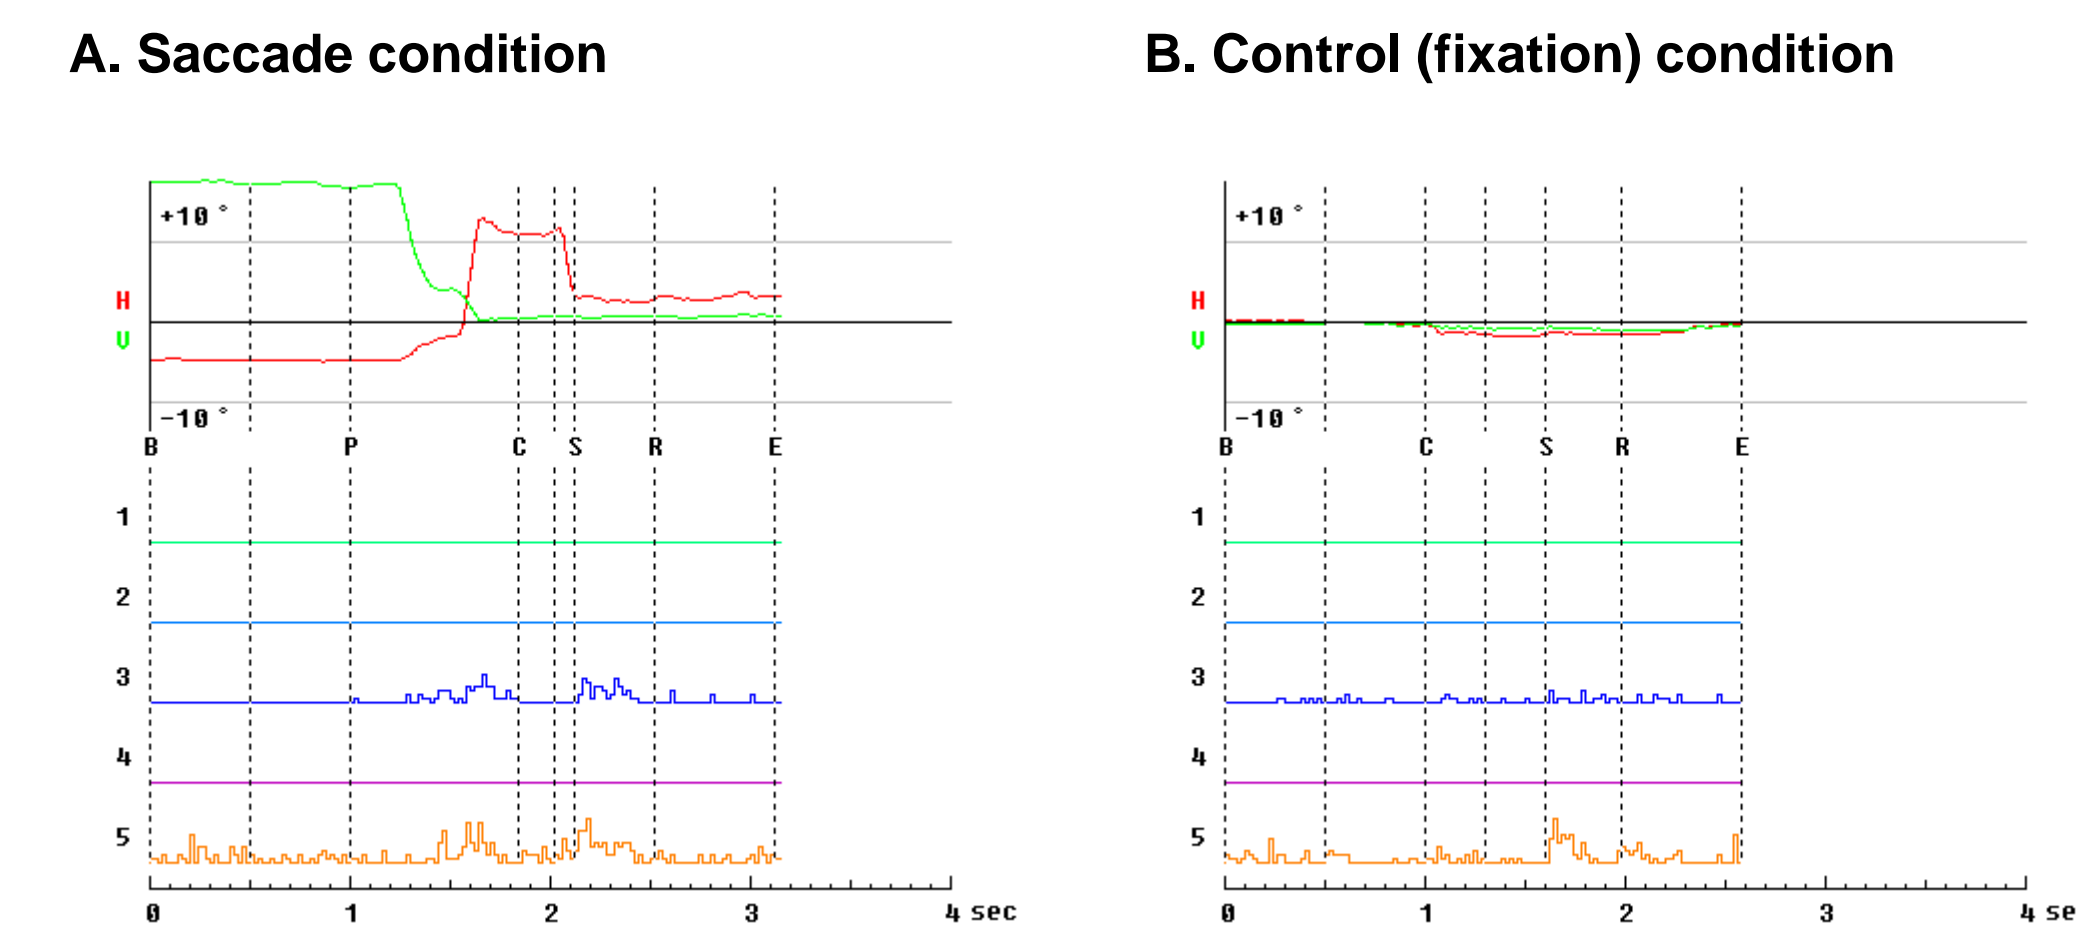 A. Saccade condition
B. Control (fixation) condition
+10 °
H
V
-10 °
B P C S R E
1
2
3
4
5
0 1 2 3 4 sec
+10 °
H
V
-10 °
B C S R E
1
2
3
4
5
0 1 2 3 4 se